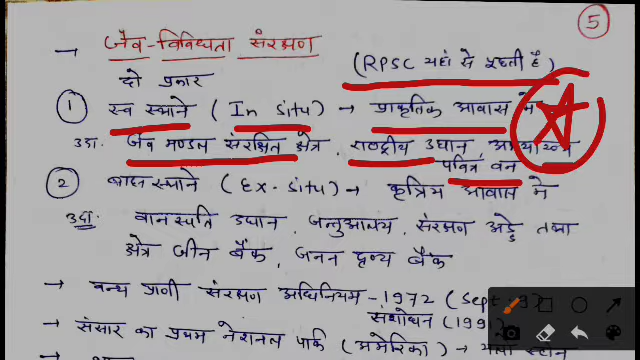 5
→ जैव-विविधता संरक्षण
(RPSC यहां से पूछती है)
दो प्रकार
① स्व स्थाने (In situ) → प्राकृतिक आवास में
उदा. जैव मण्डल संरक्षित क्षेत्र, राष्ट्रीय उद्यान,
पवित्र वन
② बाह्य स्थाने (Ex-situ) → कृत्रिम आवास में
उदा वानस्पति उद्यान, जन्तुआलय, संरक्षण अड्डे तथा
क्षेत्र जीन बैंक, जनन द्रव्य बैंक
→ वन्य प्राणी संरक्षण अधिनियम-1972 (Sept
संशोधन (1991)
→ संसार का प्रथम नेशनल पार्क (अमेरिका) →